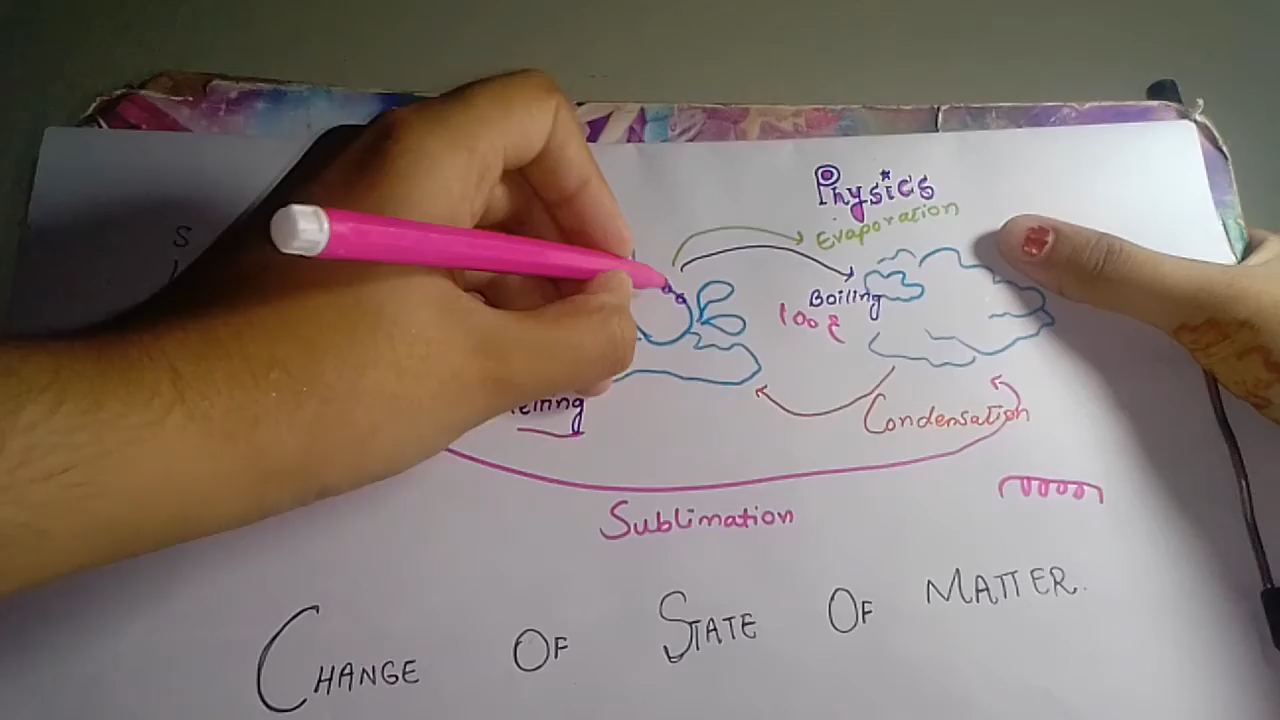 Physics
Evaporation
S
Boiling
100
Condensation
Sublimation
CHANGE OF STATE OF MATTER.